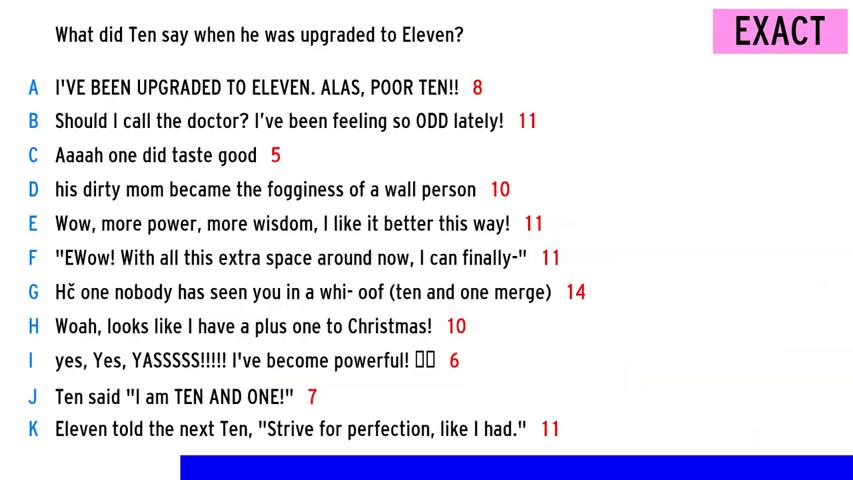 What did Ten say when he was upgraded to Eleven?
EXACT
A I'VE BEEN UPGRADED TO ELEVEN. ALAS, POOR TEN!! 8
B Should I call the doctor? I’ve been feeling so ODD lately! 11
C Aaaah one did taste good 5
D his dirty mom became the fogginess of a wall person 10
E Wow, more power, more wisdom, I like it better this way! 11
F "EWow! With all this extra space around now, I can finally-" 11
G Hč one nobody has seen you in a whi- oof (ten and one merge) 14
H Woah, looks like I have a plus one to Christmas! 10
I yes, Yes, YASSSSS!!!!! I've become powerful! 6
J Ten said "I am TEN AND ONE!" 7
K Eleven told the next Ten, "Strive for perfection, like I had." 11